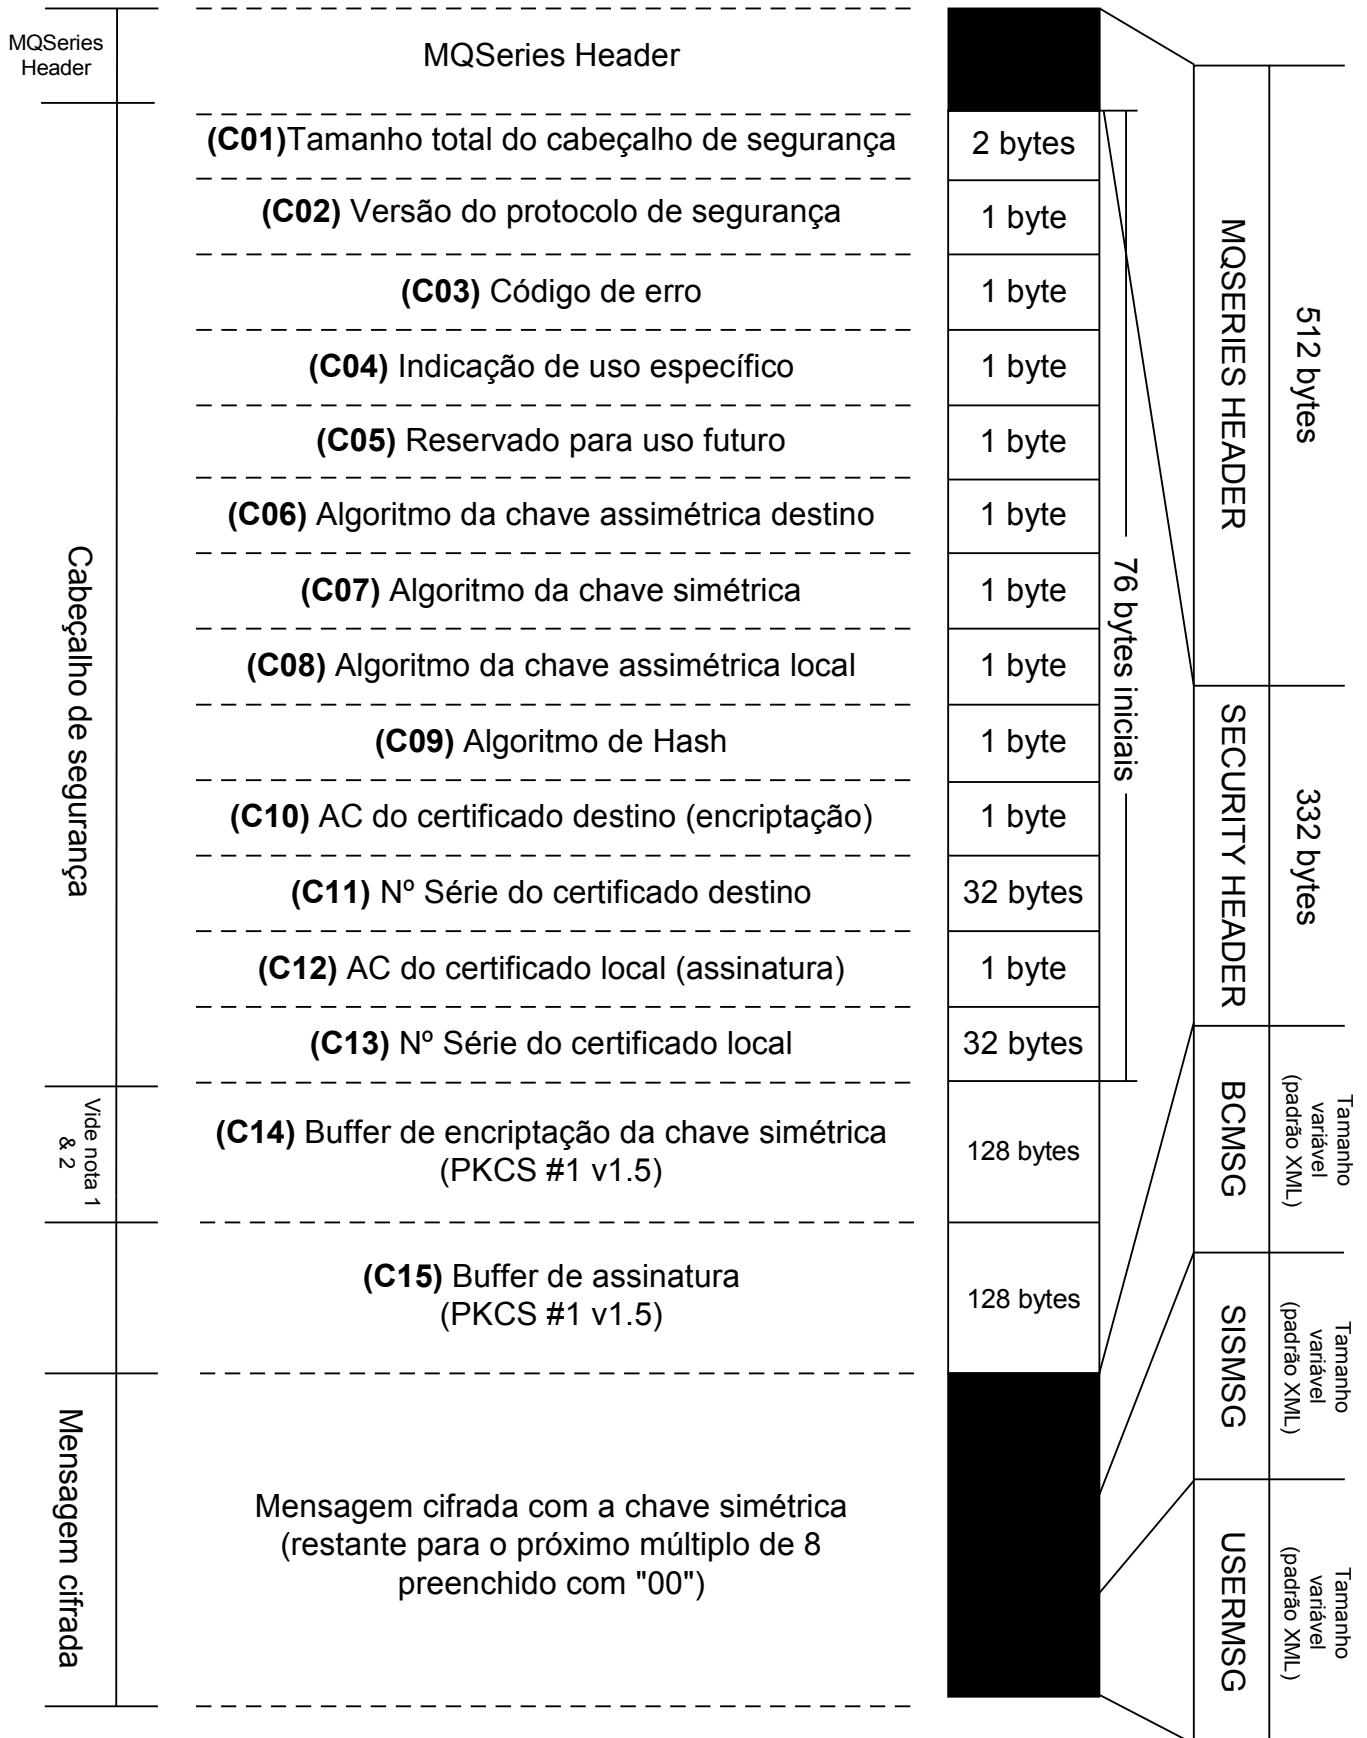 MQSeries
Header
MQSeries Header
(C01)Tamanho total do cabeçalho de segurança
2 bytes
(C02) Versão do protocolo de segurança
1 byte
(C03) Código de erro
1 byte
(C04) Indicação de uso específico
1 byte
(C05) Reservado para uso futuro
1 byte
(C06) Algoritmo da chave assimétrica destino
1 byte
(C07) Algoritmo da chave simétrica
1 byte
(C08) Algoritmo da chave assimétrica local
1 byte
(C09) Algoritmo de Hash
1 byte
(C10) AC do certificado destino (encriptação)
1 byte
(C11) Nº Série do certificado destino
32 bytes
(C12) AC do certificado local (assinatura)
1 byte
(C13) Nº Série do certificado local
32 bytes
Cabeçalho de segurança
76 bytes iniciais
Vide nota 1
& 2
(C14) Buffer de encriptação da chave simétrica
(PKCS #1 v1.5)
128 bytes
(C15) Buffer de assinatura
(PKCS #1 v1.5)
128 bytes
Mensagem cifrada
Mensagem cifrada com a chave simétrica
(restante para o próximo múltiplo de 8
preenchido com "00")
MQSERIES HEADER
512 bytes
SECURITY HEADER
332 bytes
BCMSG
Tamanho
variável
(padrão XML)
SISMSG
Tamanho
variável
(padrão XML)
USERMSG
Tamanho
variável
(padrão XML)